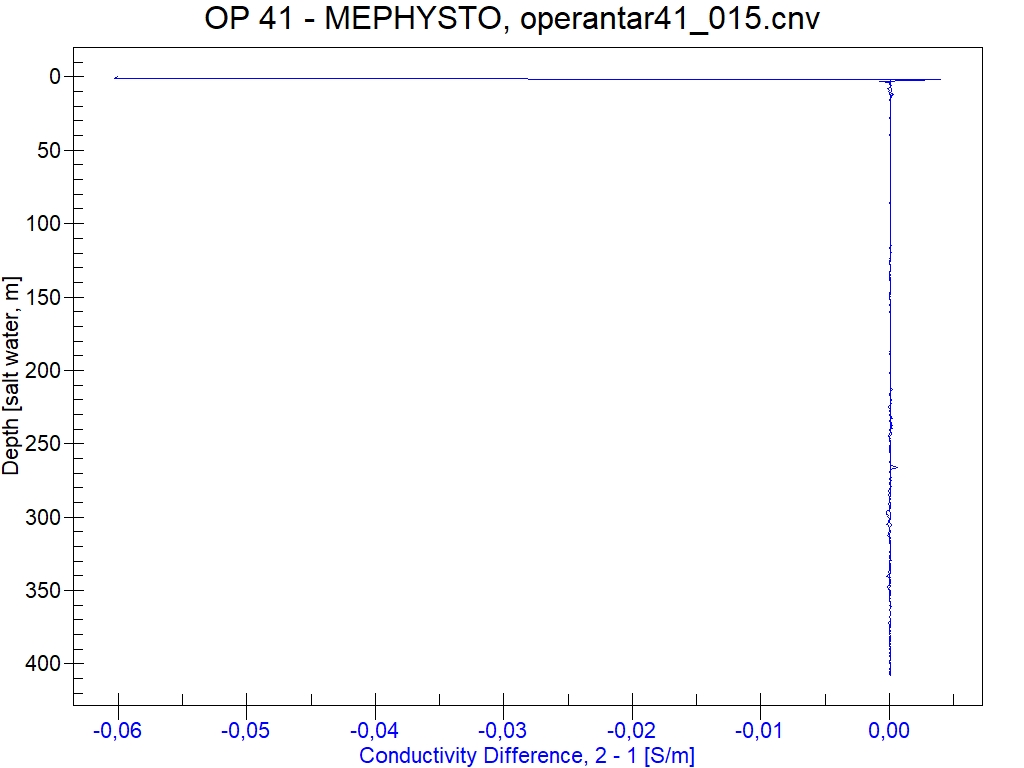 OP 41 - MEPHYSTO, operantar41_015.cnv
Depth [salt water, m]
0
50
100
150
200
250
300
350
400
-0,06 -0,05 -0,04 -0,03 -0,02 -0,01 0,00
Conductivity Difference, 2 - 1 [S/m]